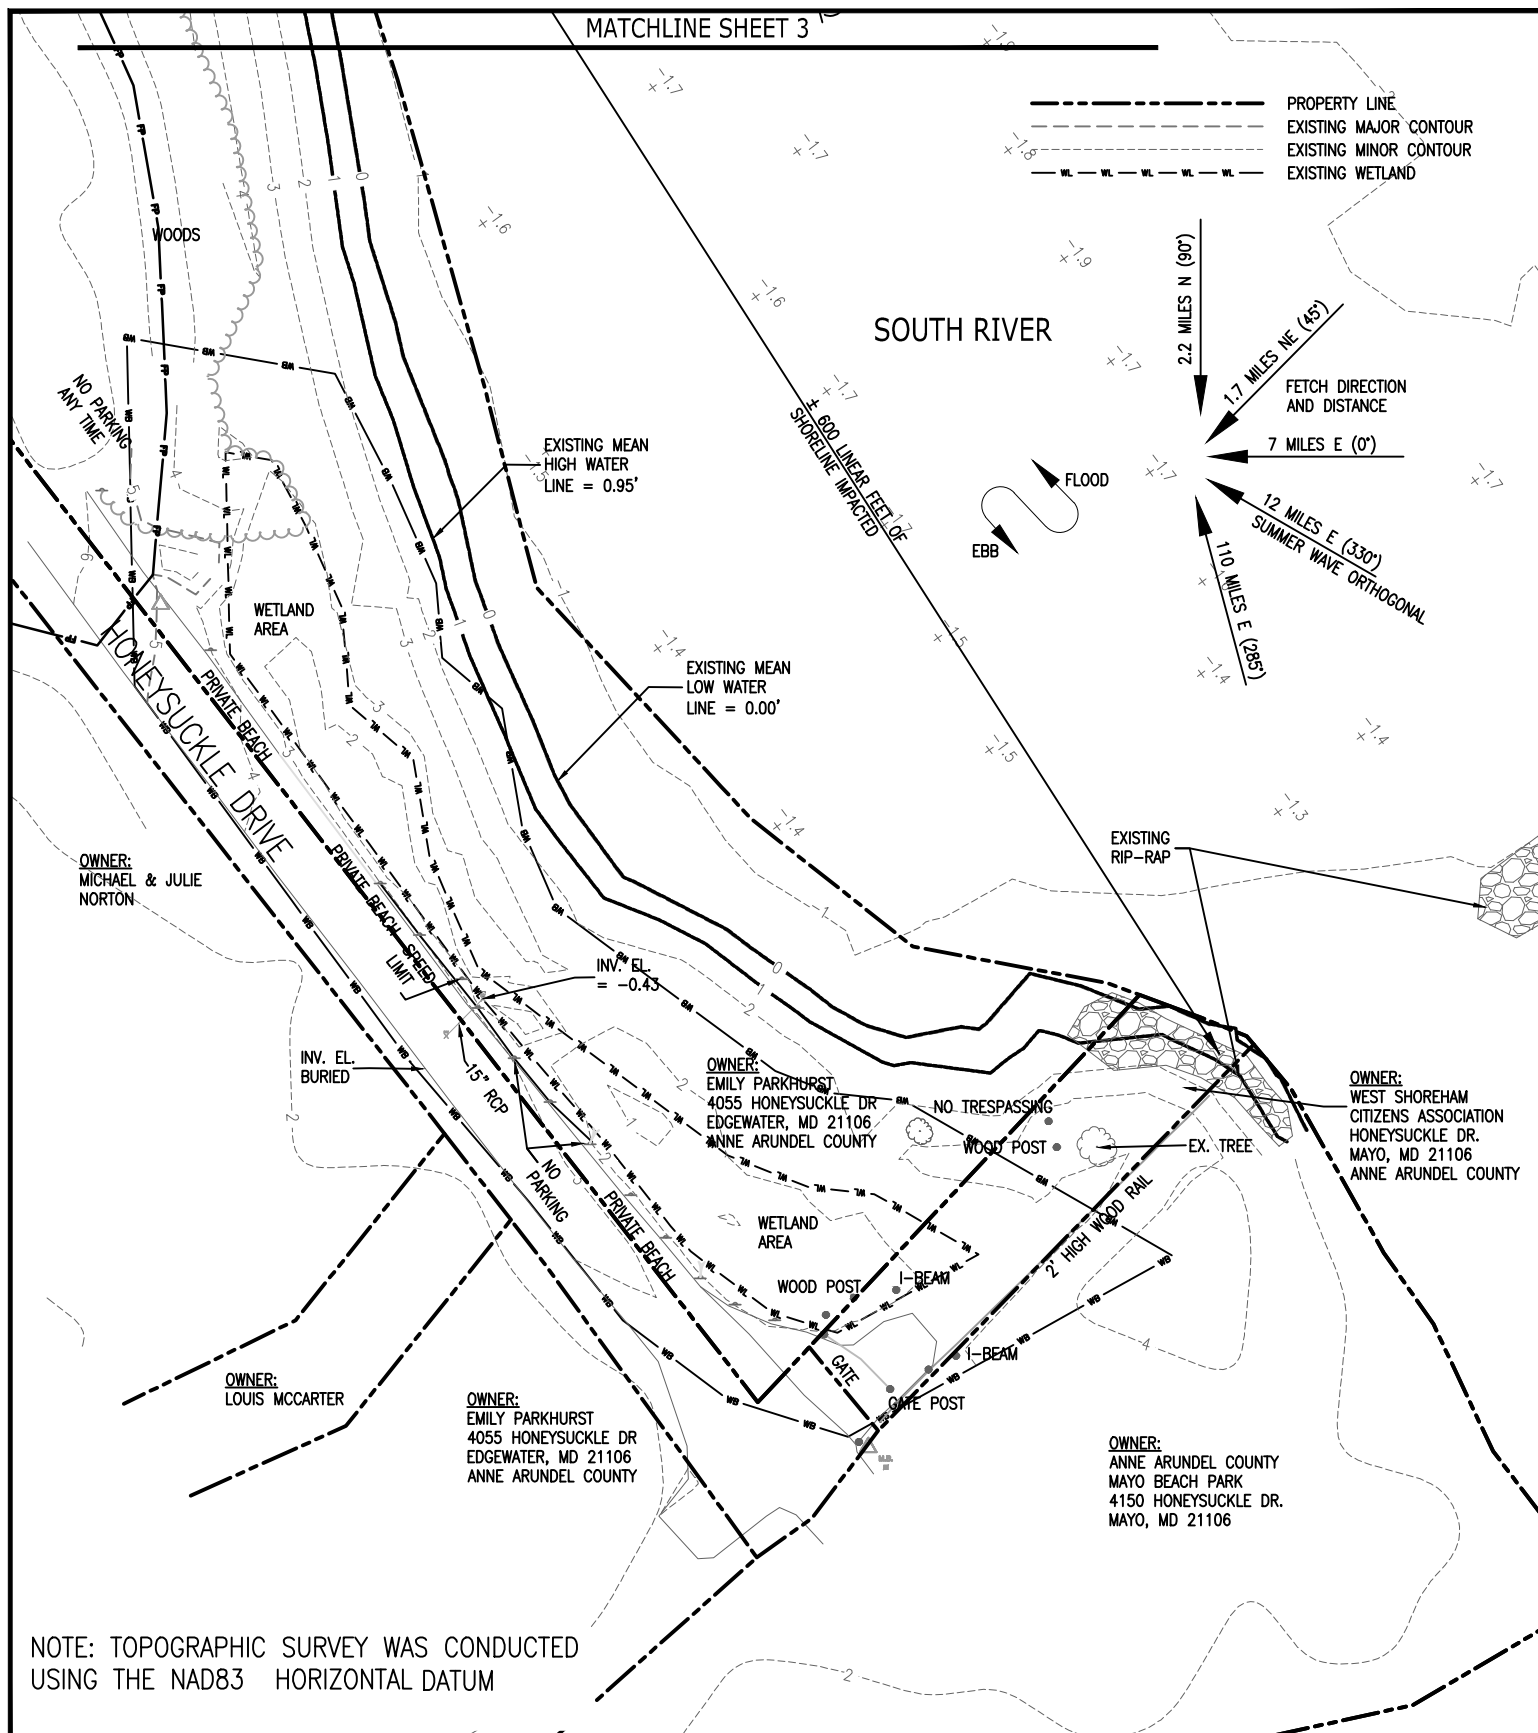 MATCHLINE SHEET 3
PROPERTY LINE
EXISTING MAJOR CONTOUR
EXISTING MINOR CONTOUR
EXISTING WETLAND
WOODS
SOUTH RIVER
2.2 MILES N (90°)
1.7 MILES NE (45°)
FETCH DIRECTION
AND DISTANCE
7 MILES E (0°)
12 MILES E (330°)
SUMMER WAVE ORTHOGONAL
110 MILES E (285°)
FLOOD
EBB
NO PARKING
ANY TIME
EXISTING MEAN
HIGH WATER
LINE = 0.95'
± 600 LINEAR FEET OF
SHORELINE IMPACTED
WETLAND
AREA
EXISTING MEAN
LOW WATER
LINE = 0.00'
HONEYSUCKLE DRIVE
PRIVATE BEACH
PRIVATE BEACH
SPEED
LIMIT
INV. EL.
= -0.43
EXISTING
RIP-RAP
OWNER:
MICHAEL & JULIE
NORTON
INV. EL.
BURIED
15" RCP
OWNER:
EMILY PARKHURST
4055 HONEYSUCKLE DR
EDGEWATER, MD 21106
ANNE ARUNDEL COUNTY
NO TRESPASSING
WOOD POST
EX. TREE
OWNER:
WEST SHOREHAM
CITIZENS ASSOCIATION
HONEYSUCKLE DR.
MAYO, MD 21106
ANNE ARUNDEL COUNTY
NO
PARKING
PRIVATE BEACH
WETLAND
AREA
2' HIGH WOOD RAIL
WOOD POST
I-BEAM
I-BEAM
GATE
GATE POST
OWNER:
LOUIS MCCARTER
OWNER:
EMILY PARKHURST
4055 HONEYSUCKLE DR
EDGEWATER, MD 21106
ANNE ARUNDEL COUNTY
OWNER:
ANNE ARUNDEL COUNTY
MAYO BEACH PARK
4150 HONEYSUCKLE DR.
MAYO, MD 21106
NOTE: TOPOGRAPHIC SURVEY WAS CONDUCTED
USING THE NAD83 HORIZONTAL DATUM